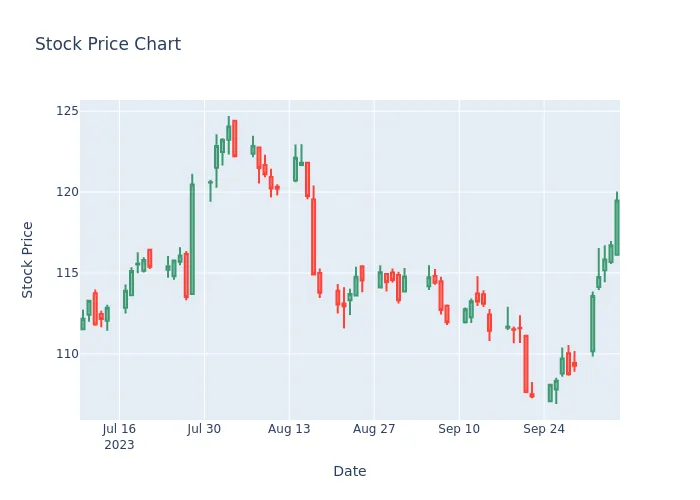 Stock Price Chart
125
120
115
110
Stock Price
Jul 16
2023
Jul 30
Aug 13
Aug 27
Sep 10
Sep 24
Date